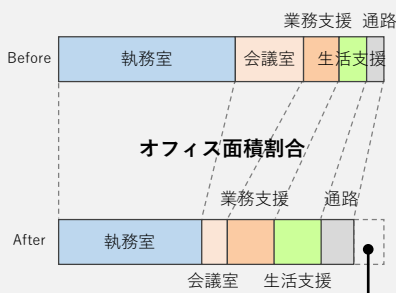 業務支援 通路
Before 執務室 会議室 生活支援
オフィス面積割合
業務支援 通路
After 執務室
会議室 生活支援